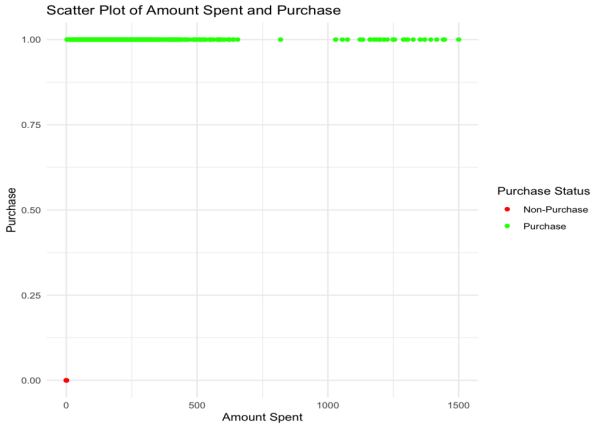 Scatter Plot of Amount Spent and Purchase
1.00
0.75
0.50
0.25
0.00
Purchase
0 500 1000 1500
Amount Spent
Purchase Status
Non-Purchase
Purchase